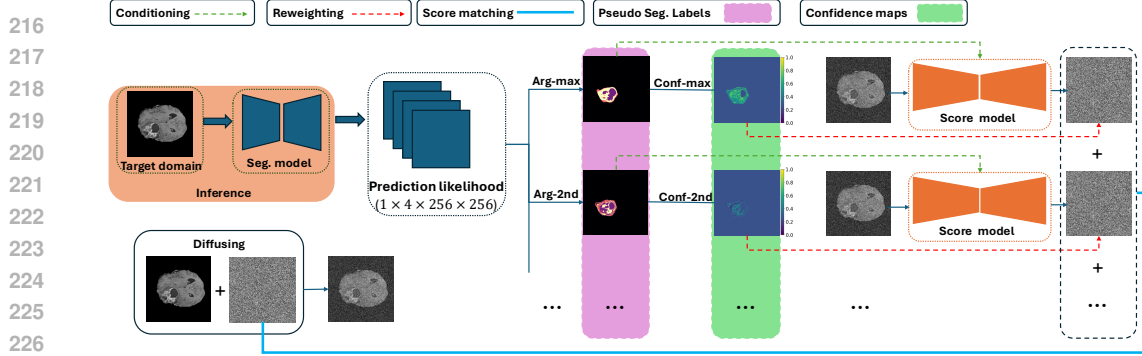 216
217
218
219
220
221
222
223
224
225
226
Conditioning
Reweighting
Score matching
Pseudo Seg. Labels
Confidence maps
Target domain
Seg. model
Inference
Prediction likelihood
(1 × 4 × 256 × 256)
Arg-max
Conf-max
1.0
0.8
0.6
0.4
0.2
0.0
Score model
+
Arg-2nd
Conf-2nd
1.0
0.8
0.6
0.4
0.2
0.0
Score model
+
Diffusing
+
...
...
...
...
...